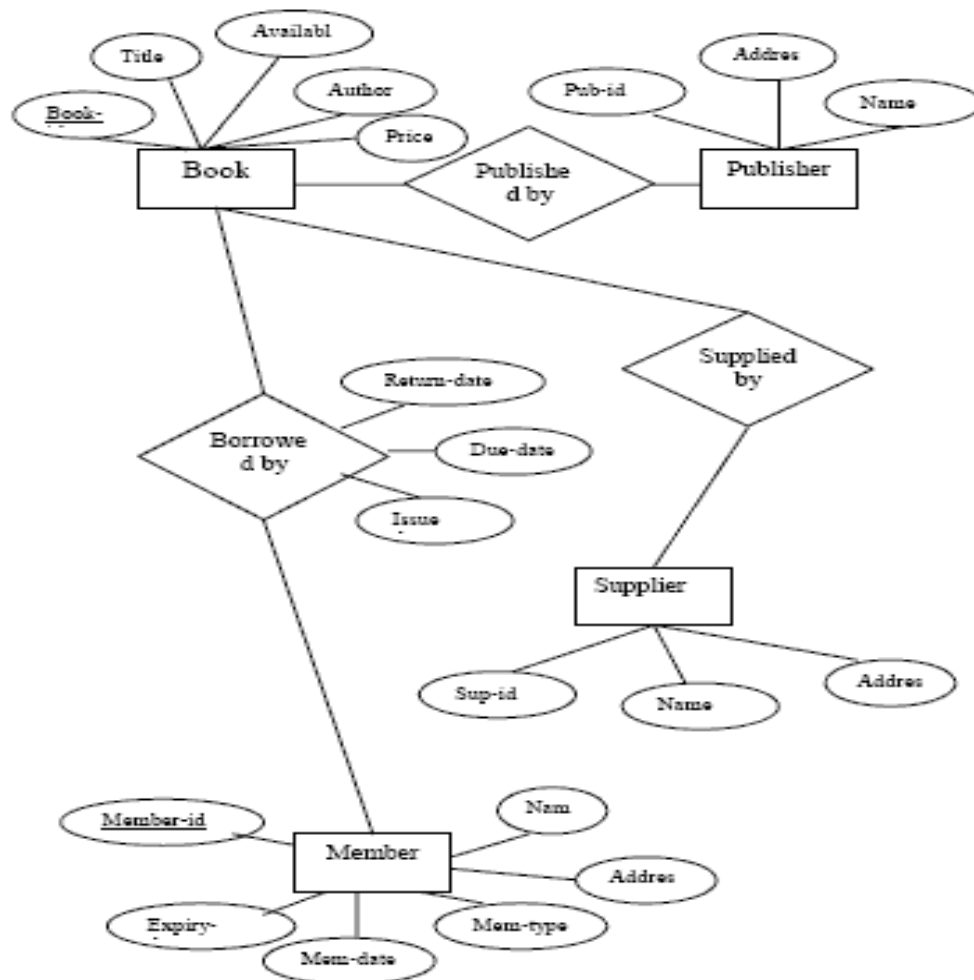 Availabl
Title
Addres
Author
Pub-id
Name
Book-
Price
Book
Publishe
d by
Publisher
Supplied
by
Return-date
Borrowe
d by
Due-date
Issue
Supplier
Sup-id
Name
Addres
Nam
Member-id
Member
Addres
Expiry-
Mem-type
Mem-date